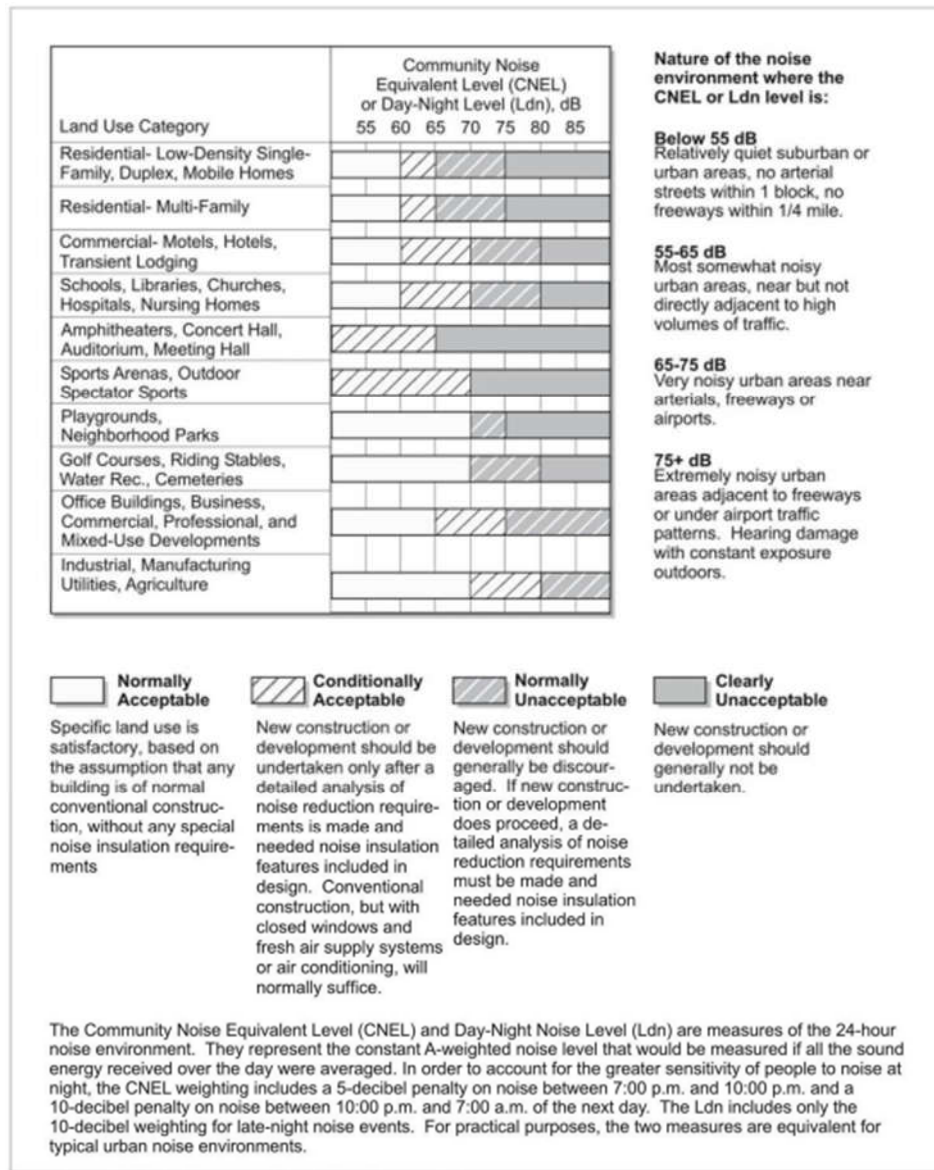 Community Noise
Equivalent Level (CNEL)
or Day-Night Level (Ldn), dB
Land Use Category
55 60 65 70 75 80 85
Residential- Low-Density Single-
Family, Duplex, Mobile Homes
Residential- Multi-Family
Commercial- Motels, Hotels,
Transient Lodging
Schools, Libraries, Churches,
Hospitals, Nursing Homes
Amphitheaters, Concert Hall,
Auditorium, Meeting Hall
Sports Arenas, Outdoor
Spectator Sports
Playgrounds,
Neighborhood Parks
Golf Courses, Riding Stables,
Water Rec., Cemeteries
Office Buildings, Business,
Commercial, Professional, and
Mixed-Use Developments
Industrial, Manufacturing
Utilities, Agriculture
Nature of the noise
environment where the
CNEL or Ldn level is:
Below 55 dB
Relatively quiet suburban or
urban areas, no arterial
streets within 1 block, no
freeways within 1/4 mile.
55-65 dB
Most somewhat noisy
urban areas, near but not
directly adjacent to high
volumes of traffic.
65-75 dB
Very noisy urban areas near
arterials, freeways or
airports.
75+ dB
Extremely noisy urban
areas adjacent to freeways
or under airport traffic
patterns. Hearing damage
with constant exposure
outdoors.
Normally
Acceptable
Specific land use is
satisfactory, based on
the assumption that any
building is of normal
conventional construc-
tion, without any special
noise insulation require-
ments
Conditionally
Acceptable
New construction or
development should be
undertaken only after a
detailed analysis of
noise reduction require-
ments is made and
needed noise insulation
features included in
design. Conventional
construction, but with
closed windows and
fresh air supply systems
or air conditioning, will
normally suffice.
Normally
Unacceptable
New construction or
development should
generally be discour-
aged. If new construc-
tion or development
does proceed, a de-
tailed analysis of noise
reduction requirements
must be made and
needed noise insulation
features included in
design.
Clearly
Unacceptable
New construction or
development should
generally not be
undertaken.
The Community Noise Equivalent Level (CNEL) and Day-Night Noise Level (Ldn) are measures of the 24-hour
noise environment. They represent the constant A-weighted noise level that would be measured if all the sound
energy received over the day were averaged. In order to account for the greater sensitivity of people to noise at
night, the CNEL weighting includes a 5-decibel penalty on noise between 7:00 p.m. and 10:00 p.m. and a
10-decibel penalty on noise between 10:00 p.m. and 7:00 a.m. of the next day. The Ldn includes only the
10-decibel weighting for late-night noise events. For practical purposes, the two measures are equivalent for
typical urban noise environments.